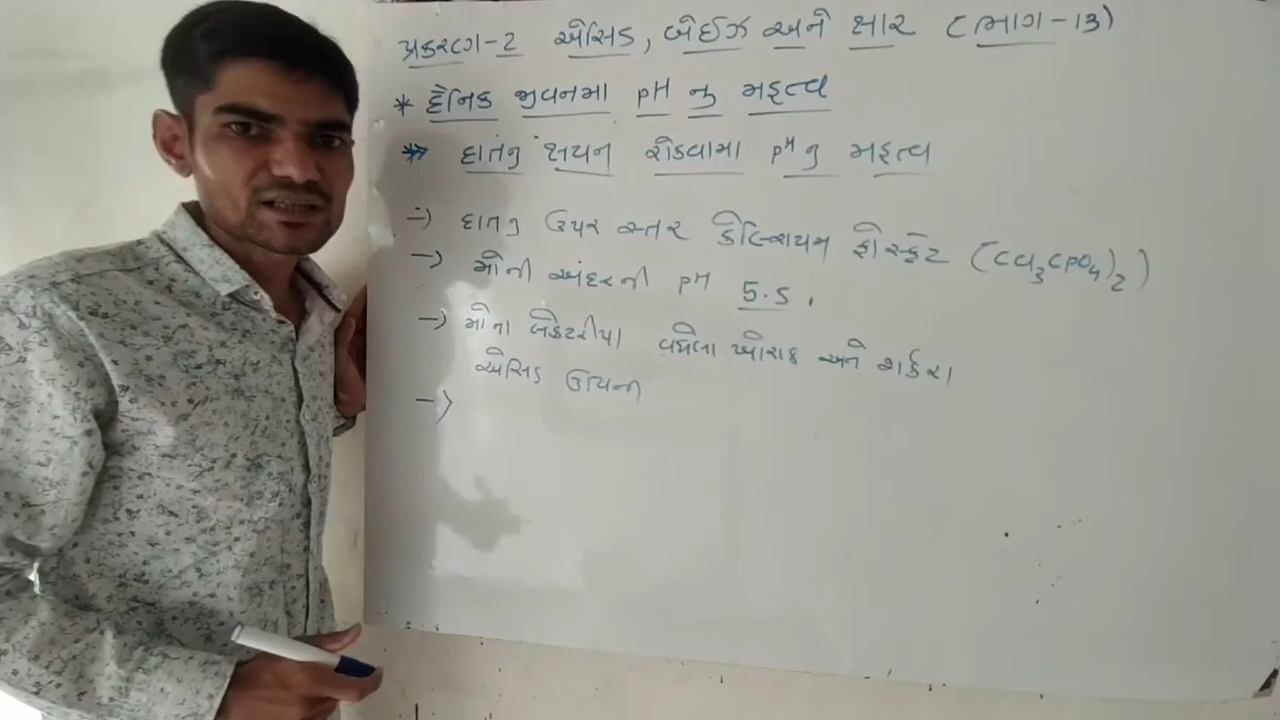 પ્રકરણ-2 એસિડ, બેઈઝ અને ક્ષાર (ભાગ-13)
* દૈનિક જીવનમા pH નુ મહત્વ
દાતંનુ ક્ષયન રોકવામા pH નુ મહત્વ
-) દાતનુ ઉપર સ્તર કેલ્શિયમ ફોસ્ફેટ (Ca3(PO4)2)
-) મોની અંદરની pH 5.5.
-) મોના બેક્ટરીયા વધેલા ખોરાક અને શર્કરા
એસિડ ઉત્પન્ન
-)